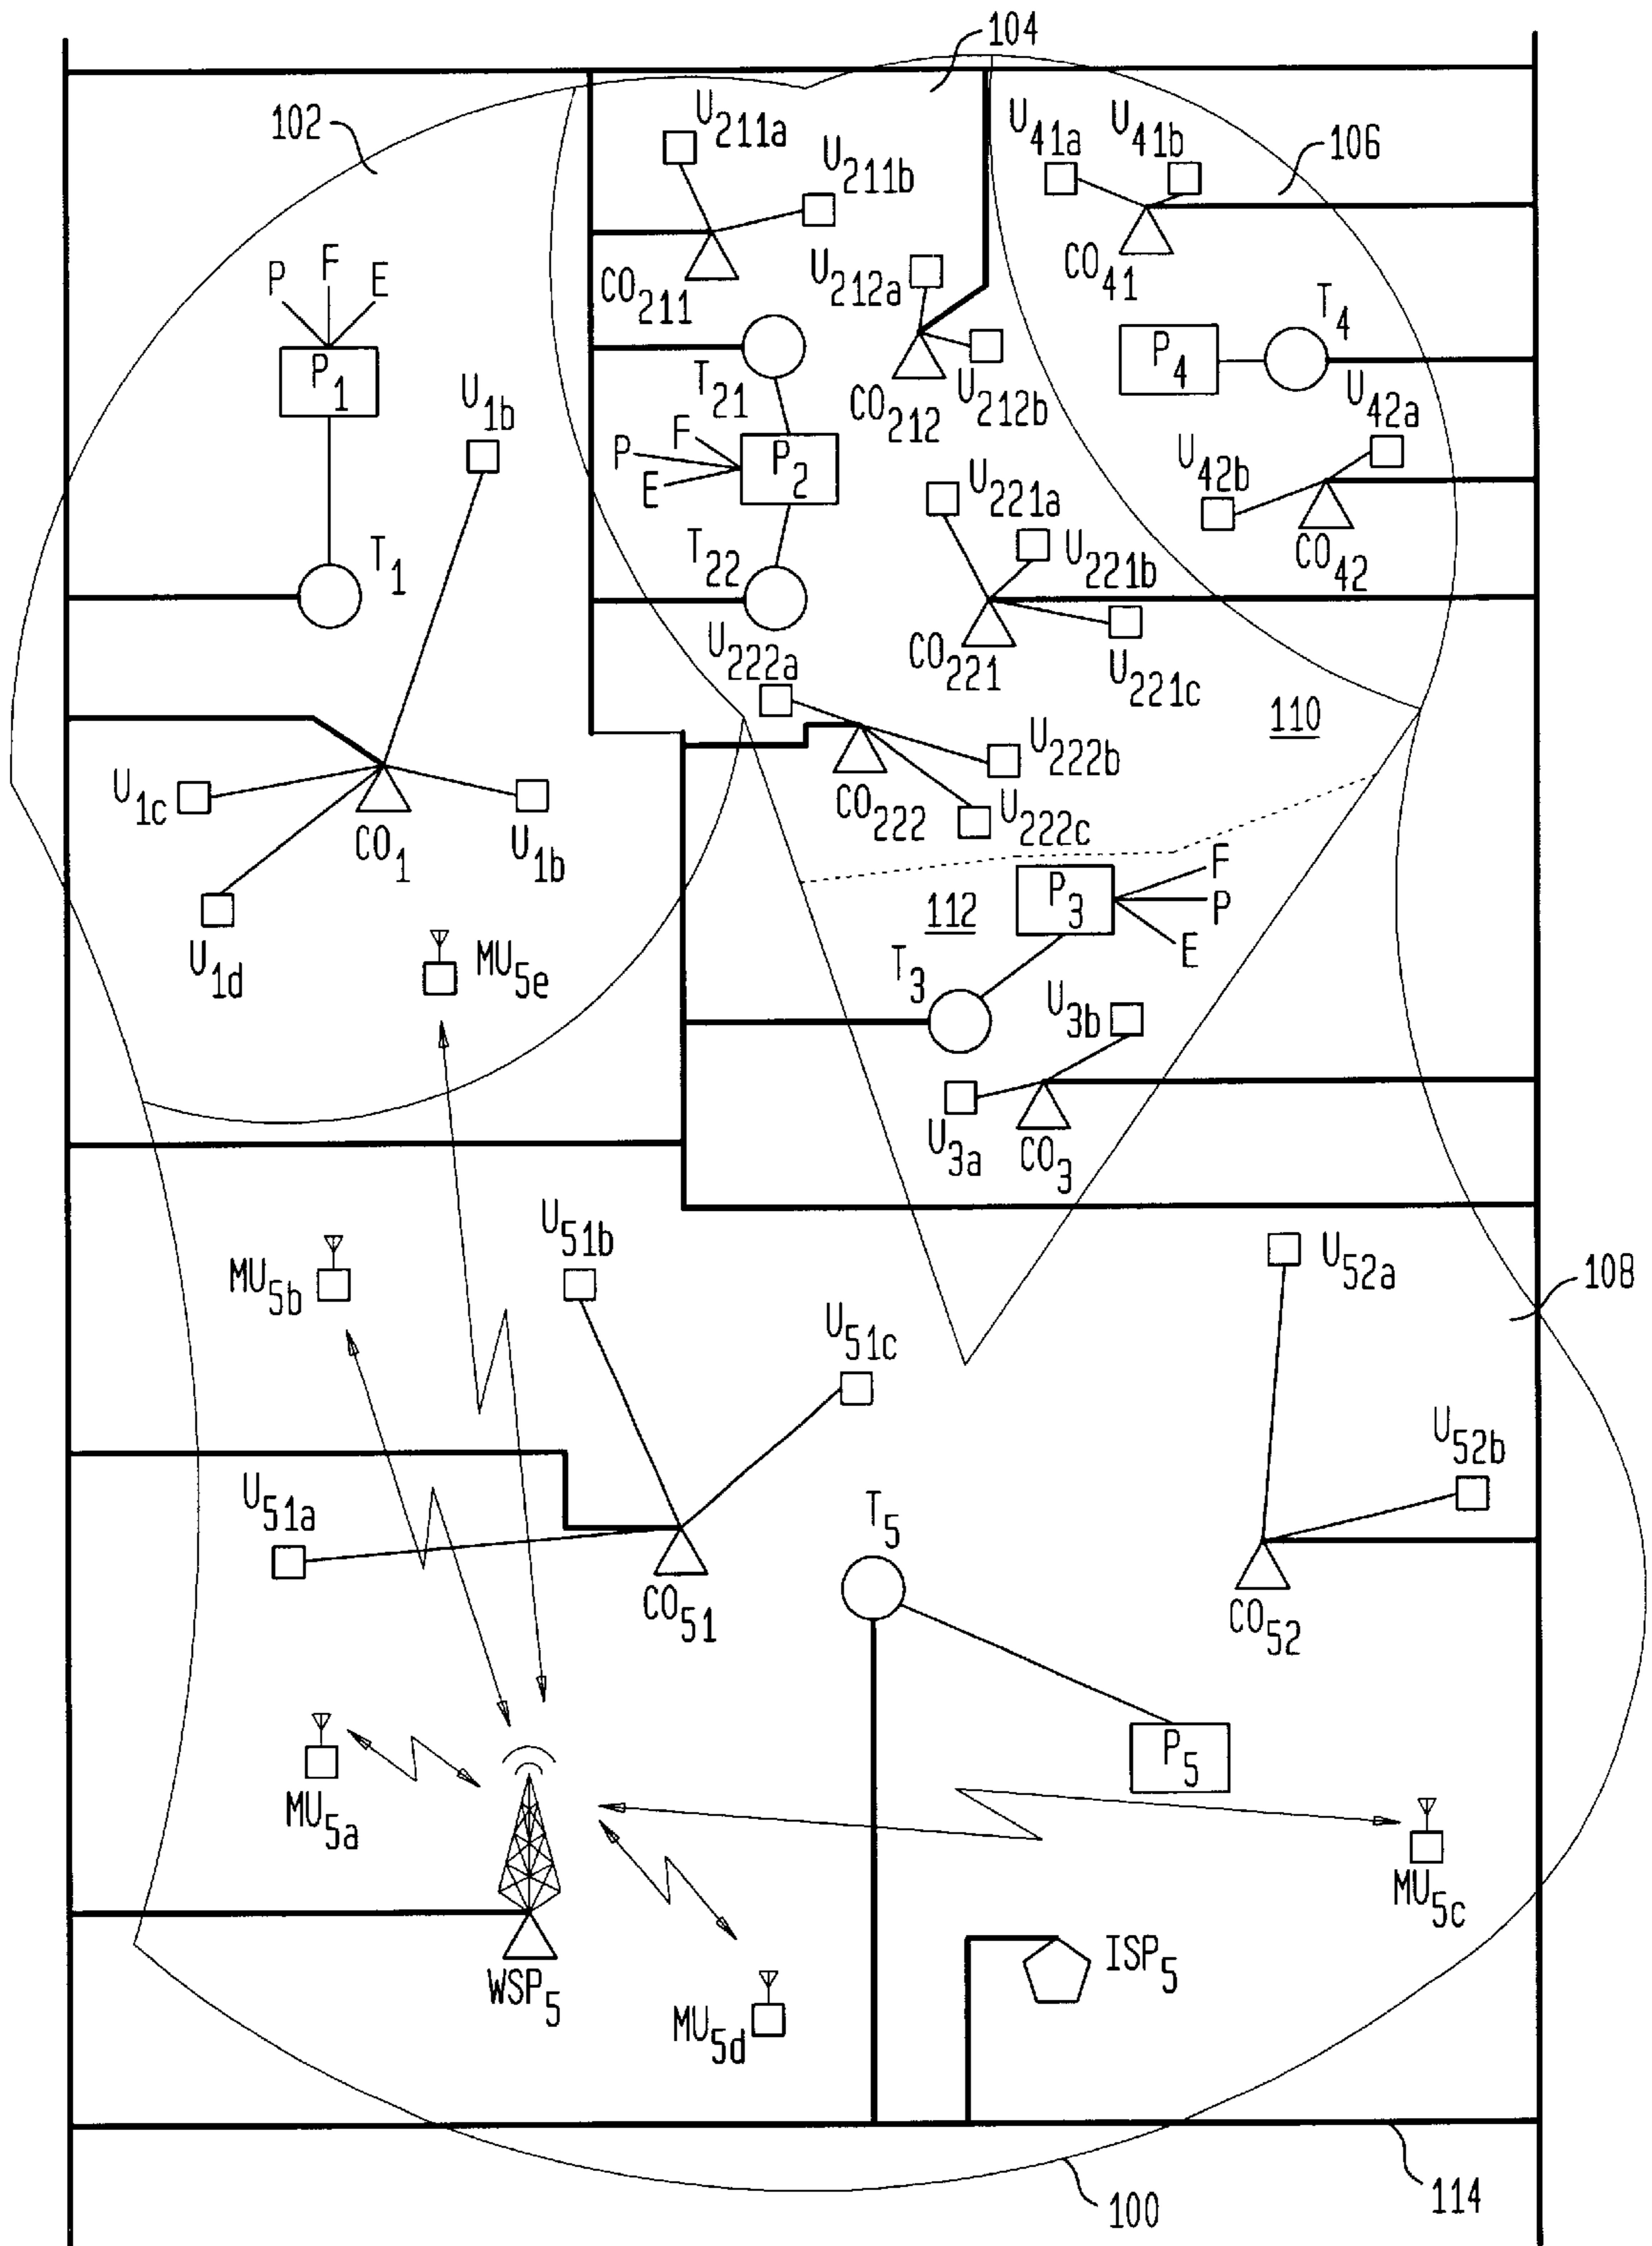 104
102
U211a
U211b
U41a
U41b
106
P
F
E
CO211
U212a
CO41
T4
P1
T21
P4
U1b
CO212
U212b
U42a
F
P
E
P2
U42b
U221a
T1
T22
U221b
CO42
U222a
CO221
U221c
110
U222b
U1c
CO1
U1b
CO222
U222c
F
P
E
P3
112
U1d
MU5e
T3
U3b
U3a
CO3
U51b
U52a
MU5b
108
U51c
U52b
U51a
T5
CO51
CO52
P5
MU5a
MU5c
ISP5
WSP5
MU5d
100
114